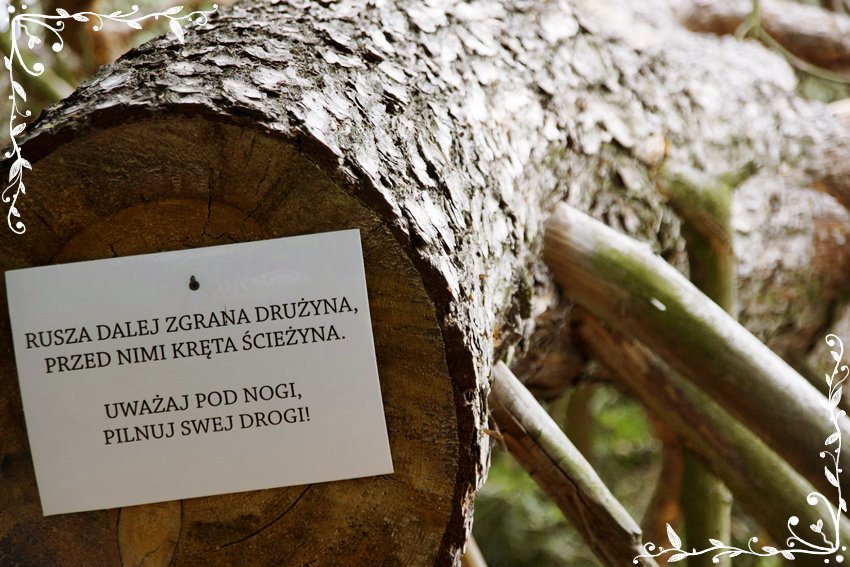 RUSZA DALEJ ZGRANA DRUŻYNA,
PRZED NIMI KRĘTA ŚCIEŻYNA.
UWAŻAJ POD NOGI,
PILNUJ SWEJ DROGI!